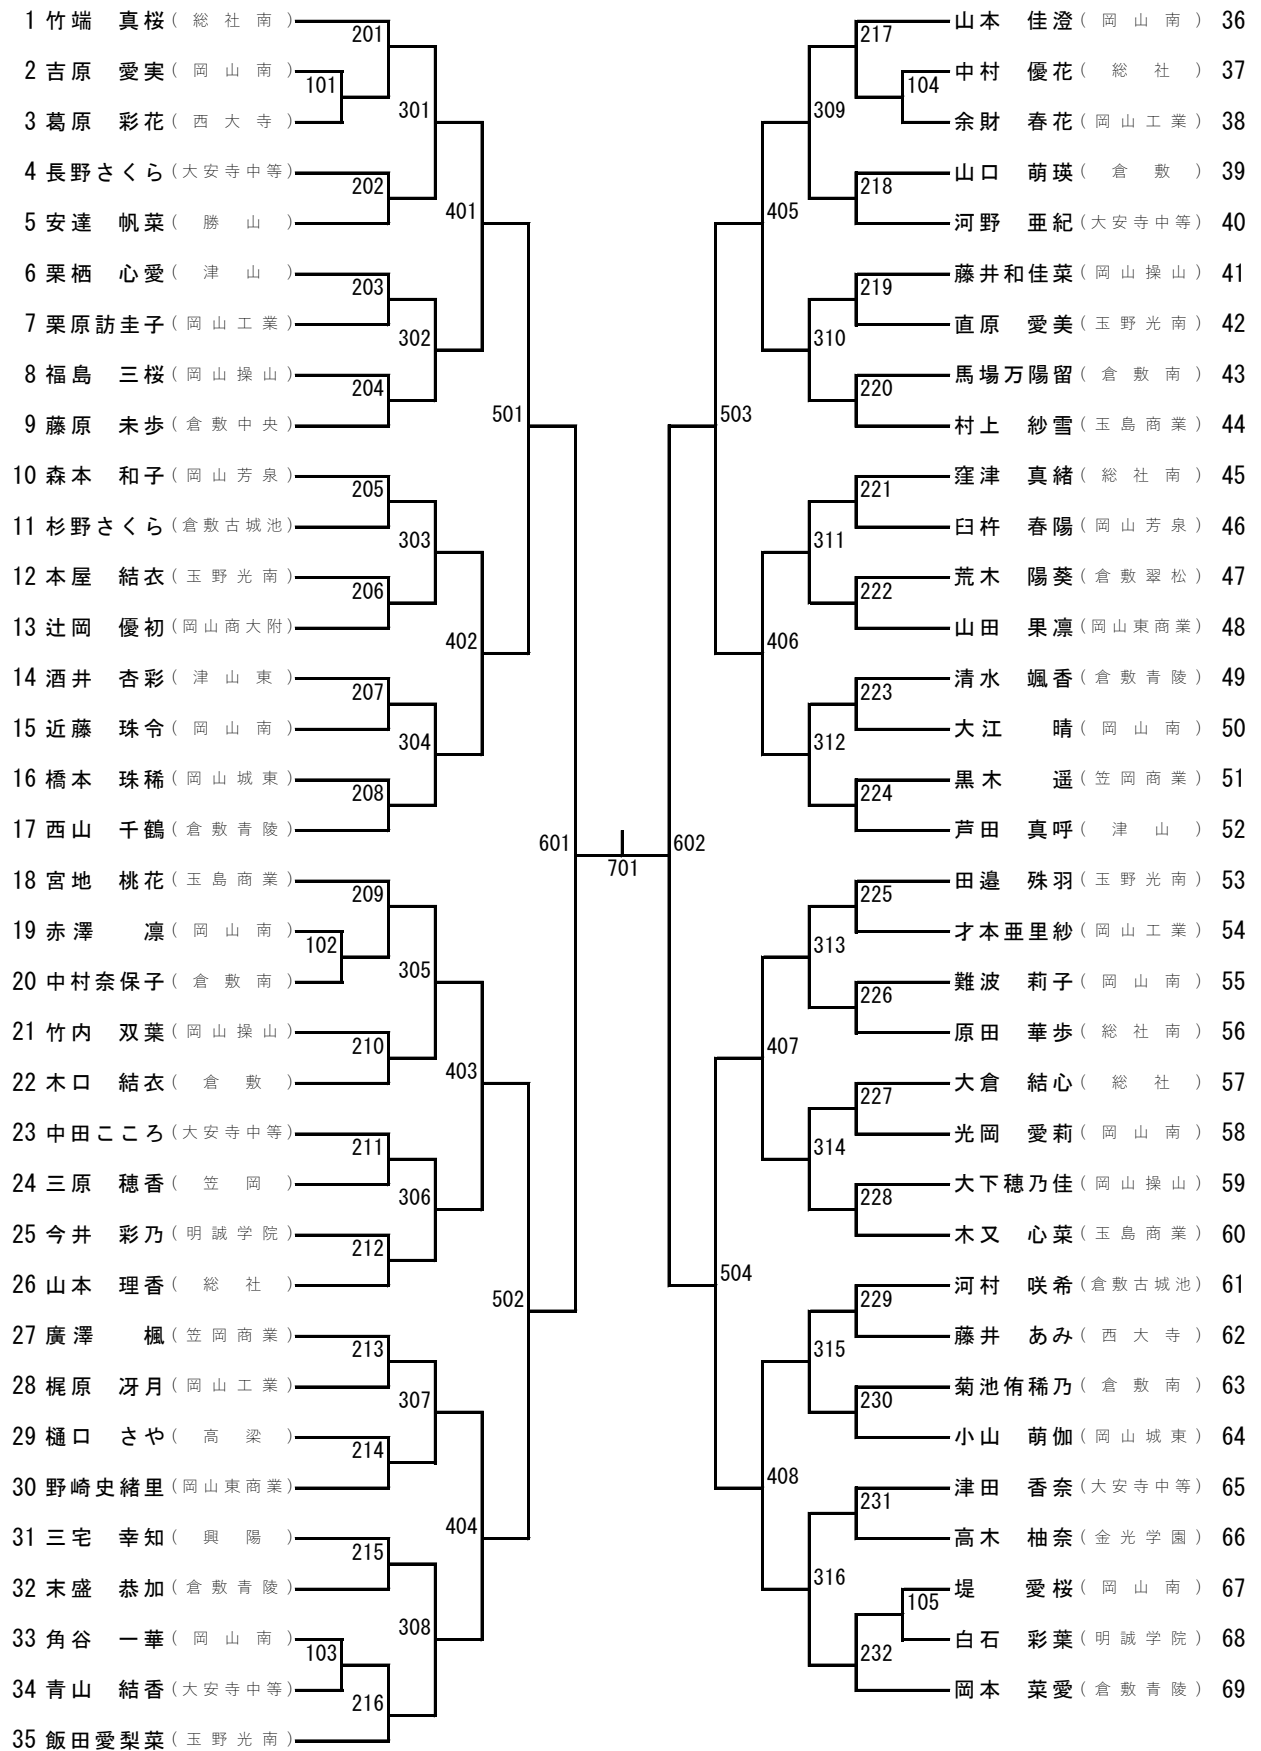 1 竹端 真桜 (総社南)
201
2 吉原 愛実 (岡山南)
101
3 葛原 彩花 (西大寺)
301
4 長野さくら (大安寺中等)
202
5 安達 帆菜 (勝山)
401
6 栗栖 心愛 (津山)
203
7 栗原訪圭子 (岡山工業)
302
8 福島 三桜 (岡山操山)
204
9 藤原 未歩 (倉敷中央)
501
10 森本 和子 (岡山芳泉)
205
11 杉野さくら (倉敷古城池)
303
12 本屋 結衣 (玉野光南)
206
13 辻岡 優初 (岡山商大附)
402
14 酒井 杏彩 (津山東)
207
15 近藤 珠令 (岡山南)
304
16 橋本 珠稀 (岡山城東)
208
17 西山 千鶴 (倉敷青陵)
601
18 宮地 桃花 (玉島商業)
209
19 赤澤 凛 (岡山南)
102
20 中村奈保子 (倉敷南)
305
21 竹内 双葉 (岡山操山)
210
22 木口 結衣 (倉敷)
403
23 中田こころ (大安寺中等)
211
24 三原 穂香 (笠岡)
306
25 今井 彩乃 (明誠学院)
212
26 山本 理香 (総社)
502
27 廣澤 楓 (笠岡商業)
213
28 梶原 冴月 (岡山工業)
307
29 樋口 さや (高梁)
214
30 野崎史緒里 (岡山東商業)
404
31 三宅 幸知 (興陽)
215
32 末盛 恭加 (倉敷青陵)
308
33 角谷 一華 (岡山南)
103
34 青山 結香 (大安寺中等)
216
35 飯田愛梨菜 (玉野光南)
701
山本 佳澄 (岡山南) 36
217
中村 優花 (総社) 37
104
309
余財 春花 (岡山工業) 38
山口 萌瑛 (倉敷) 39
218
405
河野 亜紀 (大安寺中等) 40
藤井和佳菜 (岡山操山) 41
219
直原 愛美 (玉野光南) 42
310
馬場万陽留 (倉敷南) 43
220
503
村上 紗雪 (玉島商業) 44
窪津 真緒 (総社南) 45
221
臼杵 春陽 (岡山芳泉) 46
311
荒木 陽葵 (倉敷翠松) 47
222
山田 果凛 (岡山東商業) 48
406
清水 颯香 (倉敷青陵) 49
223
大江 晴 (岡山南) 50
312
黒木 遥 (笠岡商業) 51
224
芦田 真呼 (津山) 52
602
田邉 殊羽 (玉野光南) 53
225
才本亜里紗 (岡山工業) 54
313
難波 莉子 (岡山南) 55
226
原田 華歩 (総社南) 56
407
大倉 結心 (総社) 57
227
光岡 愛莉 (岡山南) 58
314
大下穂乃佳 (岡山操山) 59
228
木又 心菜 (玉島商業) 60
504
河村 咲希 (倉敷古城池) 61
229
藤井 あみ (西大寺) 62
315
菊池侑稀乃 (倉敷南) 63
230
小山 萌伽 (岡山城東) 64
408
津田 香奈 (大安寺中等) 65
231
高木 柚奈 (金光学園) 66
316
堤 愛桜 (岡山南) 67
105
白石 彩葉 (明誠学院) 68
232
岡本 菜愛 (倉敷青陵) 69